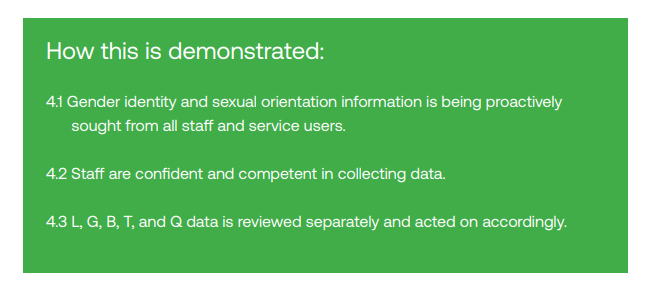 How this is demonstrated:
4.1 Gender identity and sexual orientation information is being proactively
sought from all staff and service users.
4.2 Staff are confident and competent in collecting data.
4.3 L, G, B, T, and Q data is reviewed separately and acted on accordingly.